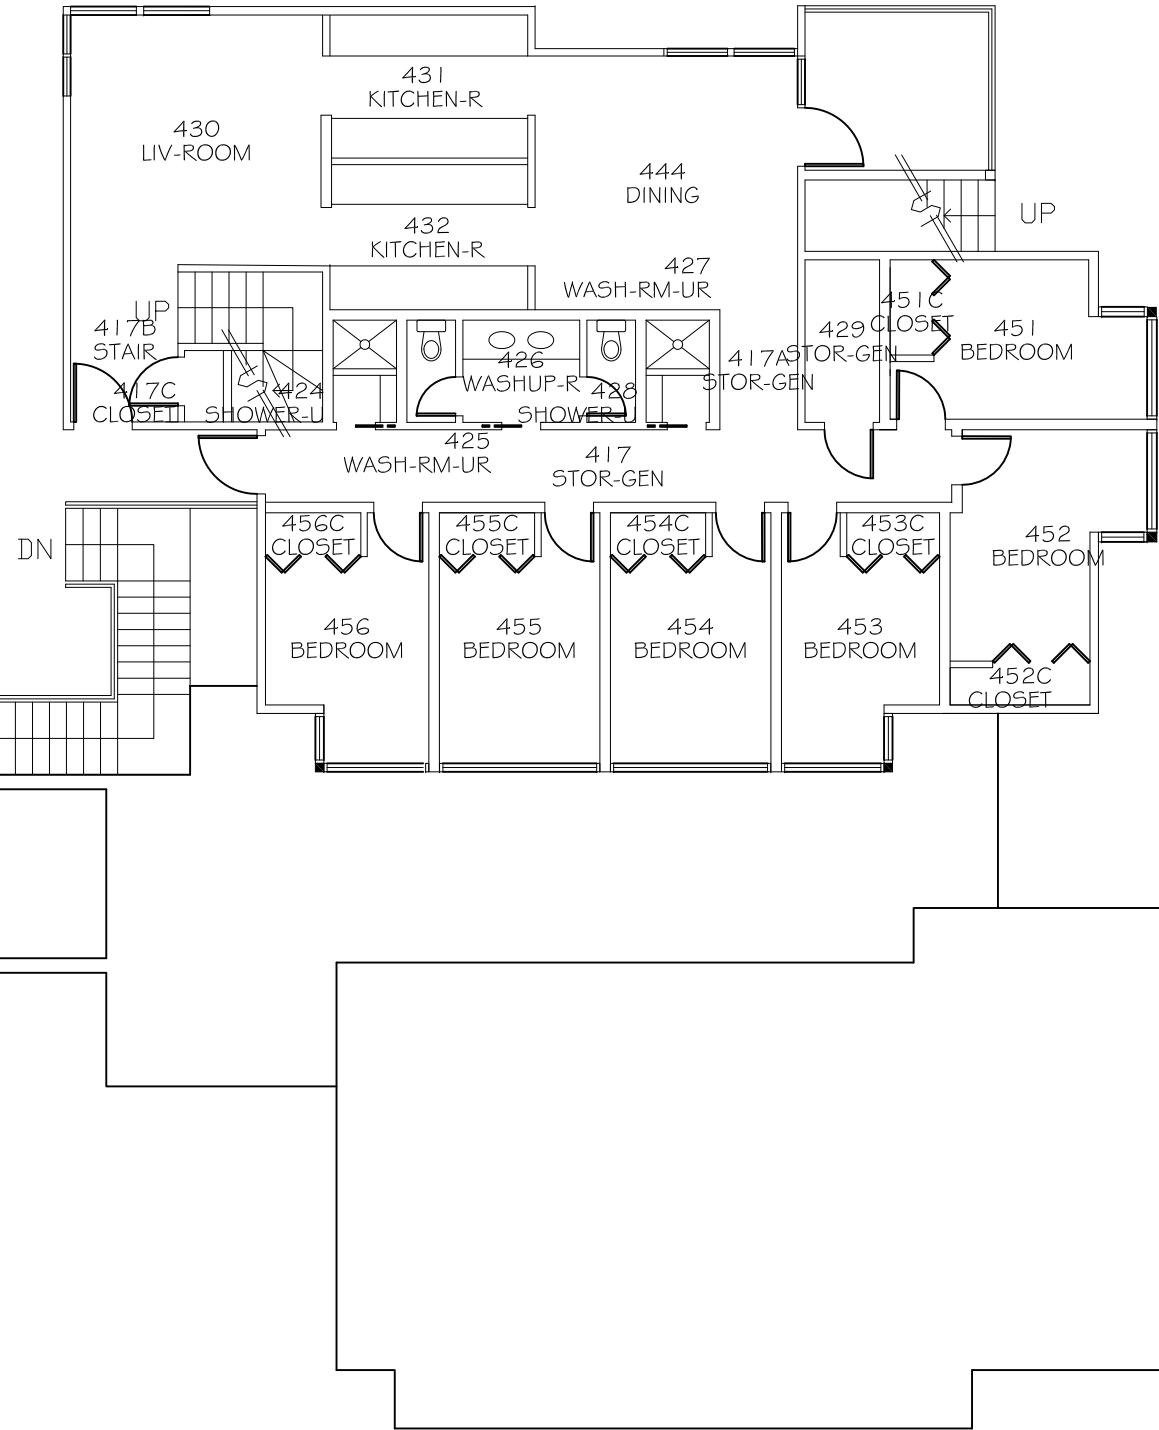 431
KITCHEN-R
430
LIV-ROOM
444
DINING
UP
432
KITCHEN-R
427
WASH-RM-UR
UP
417B
STAIR
451C
CLOSET
429
STOR-GEN
451
BEDROOM
426
WASHUP-R
417A
STOR-GEN
417C
CLOSET
424
SHOWER-U
428
SHOWER-U
425
WASH-RM-UR
417
STOR-GEN
456C
CLOSET
455C
CLOSET
454C
CLOSET
453C
CLOSET
452
BEDROOM
DN
456
BEDROOM
455
BEDROOM
454
BEDROOM
453
BEDROOM
452C
CLOSET